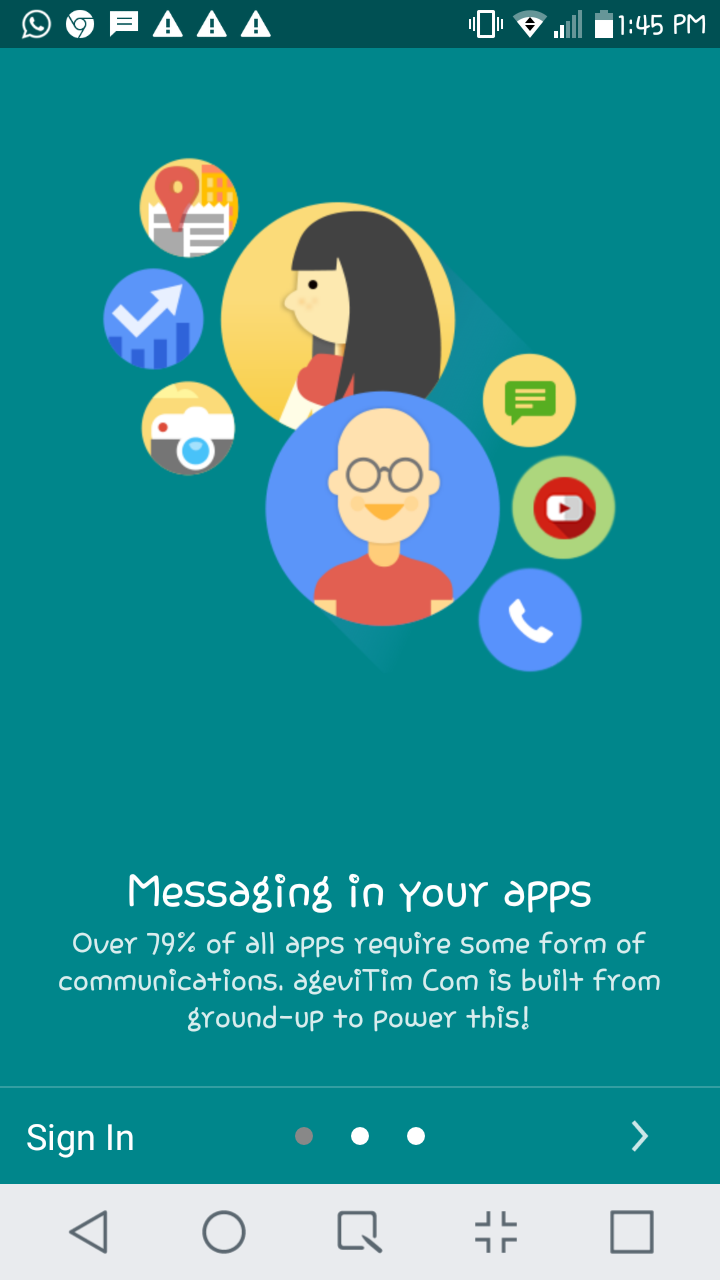 1:45 PM
Messaging in your apps
Over 79% of all apps require some form of
communications. ageviTim Com is built from
ground-up to power this!
Sign In